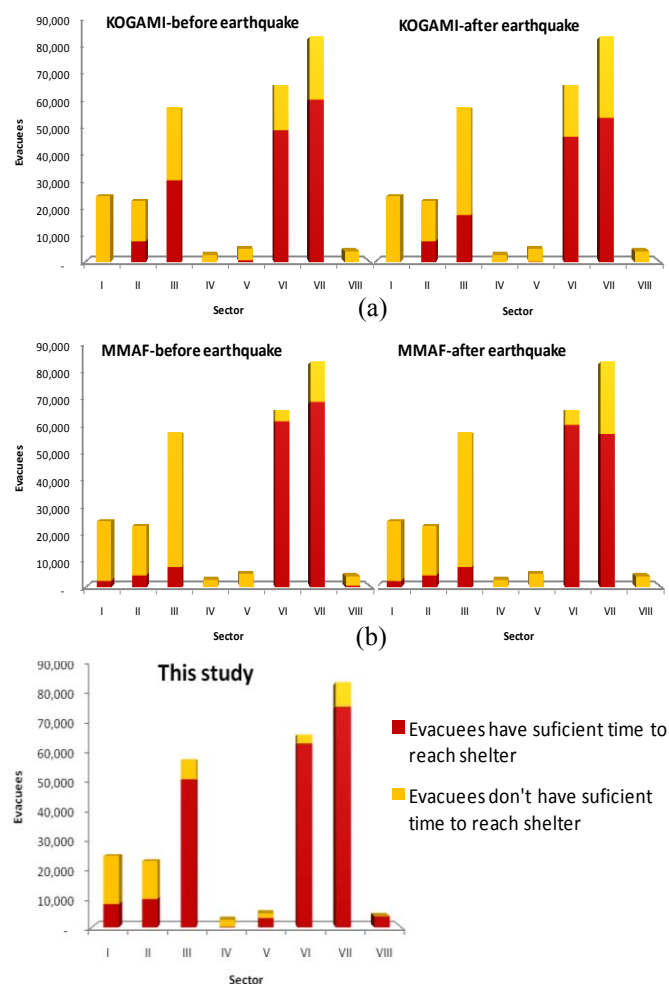 KOGAMI-before earthquake
KOGAMI-after earthquake
90,000
80,000
70,000
60,000
50,000
40,000
30,000
20,000
10,000
-
Evacuees
I II III IV V VI VII VIII I II III IV V VI VII VIII
Sector
Sector
(a)
MMAF-before earthquake
MMAF-after earthquake
90,000
80,000
70,000
60,000
50,000
40,000
30,000
20,000
10,000
-
Evacuees
I II III IV V VI VII VIII I II III IV V VI VII VIII
Sector
Sector
(b)
This study
90,000
80,000
70,000
60,000
50,000
40,000
30,000
20,000
10,000
-
Evacuees
I II III IV V VI VII VIII
Sector
Evacuees have suficient time to
reach shelter
Evacuees don't have suficient
time to reach shelter